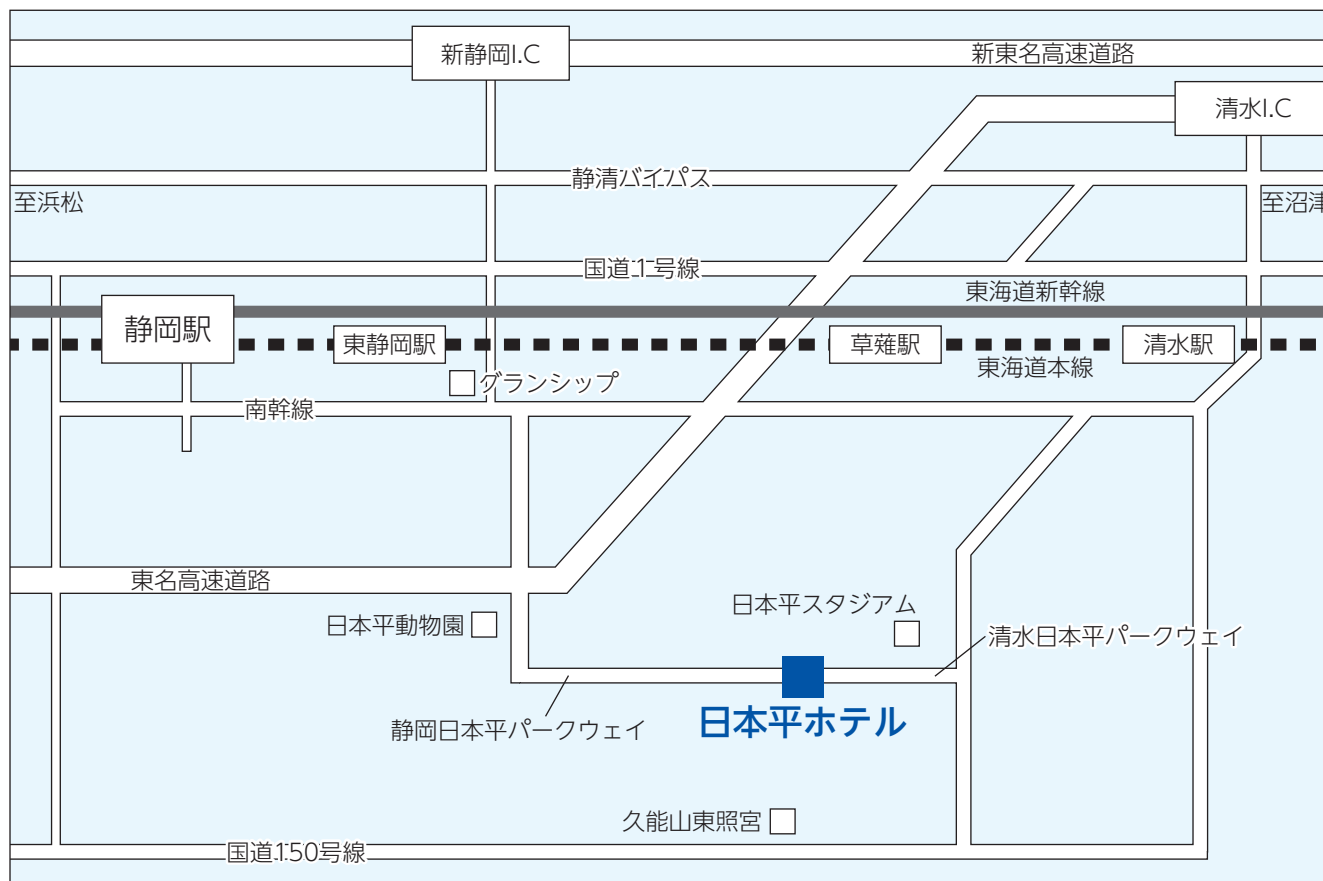 新静岡I.C
新東名高速道路
清水I.C
静清バイパス
至浜松
至沼津
国道1号線
東海道新幹線
静岡駅
東静岡駅
草薙駅
清水駅
東海道本線
グランシップ
南幹線
東名高速道路
日本平スタジアム
日本平動物園
清水日本平パークウェイ
静岡日本平パークウェイ
日本平ホテル
久能山東照宮
国道150号線